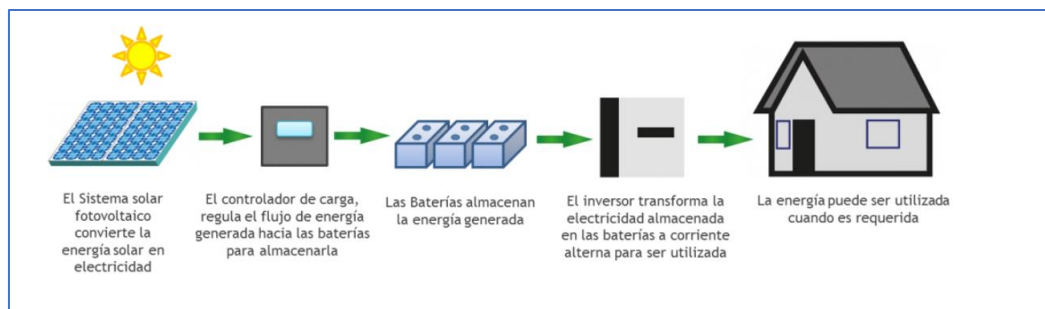 El Sistema solar
fotovoltaico
convierte la
energía solar en
electricidad
El controlador de carga,
regula el flujo de energía
generada hacia las baterías
para almacenarla
Las Baterías almacenan
la energía generada
El inversor transforma la
electricidad almacenada
en las baterías a corriente
alterna para ser utilizada
La energía puede ser utilizada
cuando es requerida